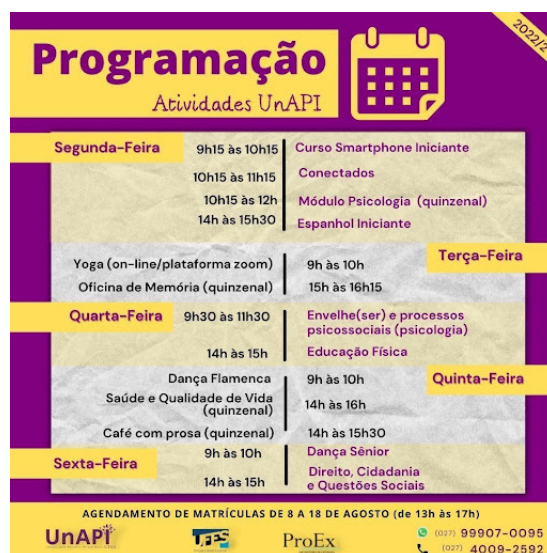 2022/2
Programação
Atividades UnAPI
Segunda-Feira
9h15 às 10h15 Curso Smartphone Iniciante
10h15 às 11h15 Conectados
10h15 às 12h Módulo Psicologia (quinzenal)
14h às 15h30 Espanhol Iniciante
Terça-Feira
Yoga (on-line/plataforma zoom) 9h às 10h
Oficina de Memória (quinzenal) 15h às 16h15
Quarta-Feira
9h30 às 11h30 Envelhe(ser) e processos
psicossociais (psicologia)
14h às 15h Educação Física
Quinta-Feira
Dança Flamenca 9h às 10h
Saúde e Qualidade de Vida
(quinzenal) 14h às 16h
Café com prosa (quinzenal) 14h às 15h30
Sexta-Feira
9h às 10h Dança Sênior
14h às 15h Direito, Cidadania
e Questões Sociais
AGENDAMENTO DE MATRÍCULAS DE 8 A 18 DE AGOSTO (de 13h às 17h)
UnAPI
UFES
ProEx
(027) 99907-0095
(027) 4009-2592